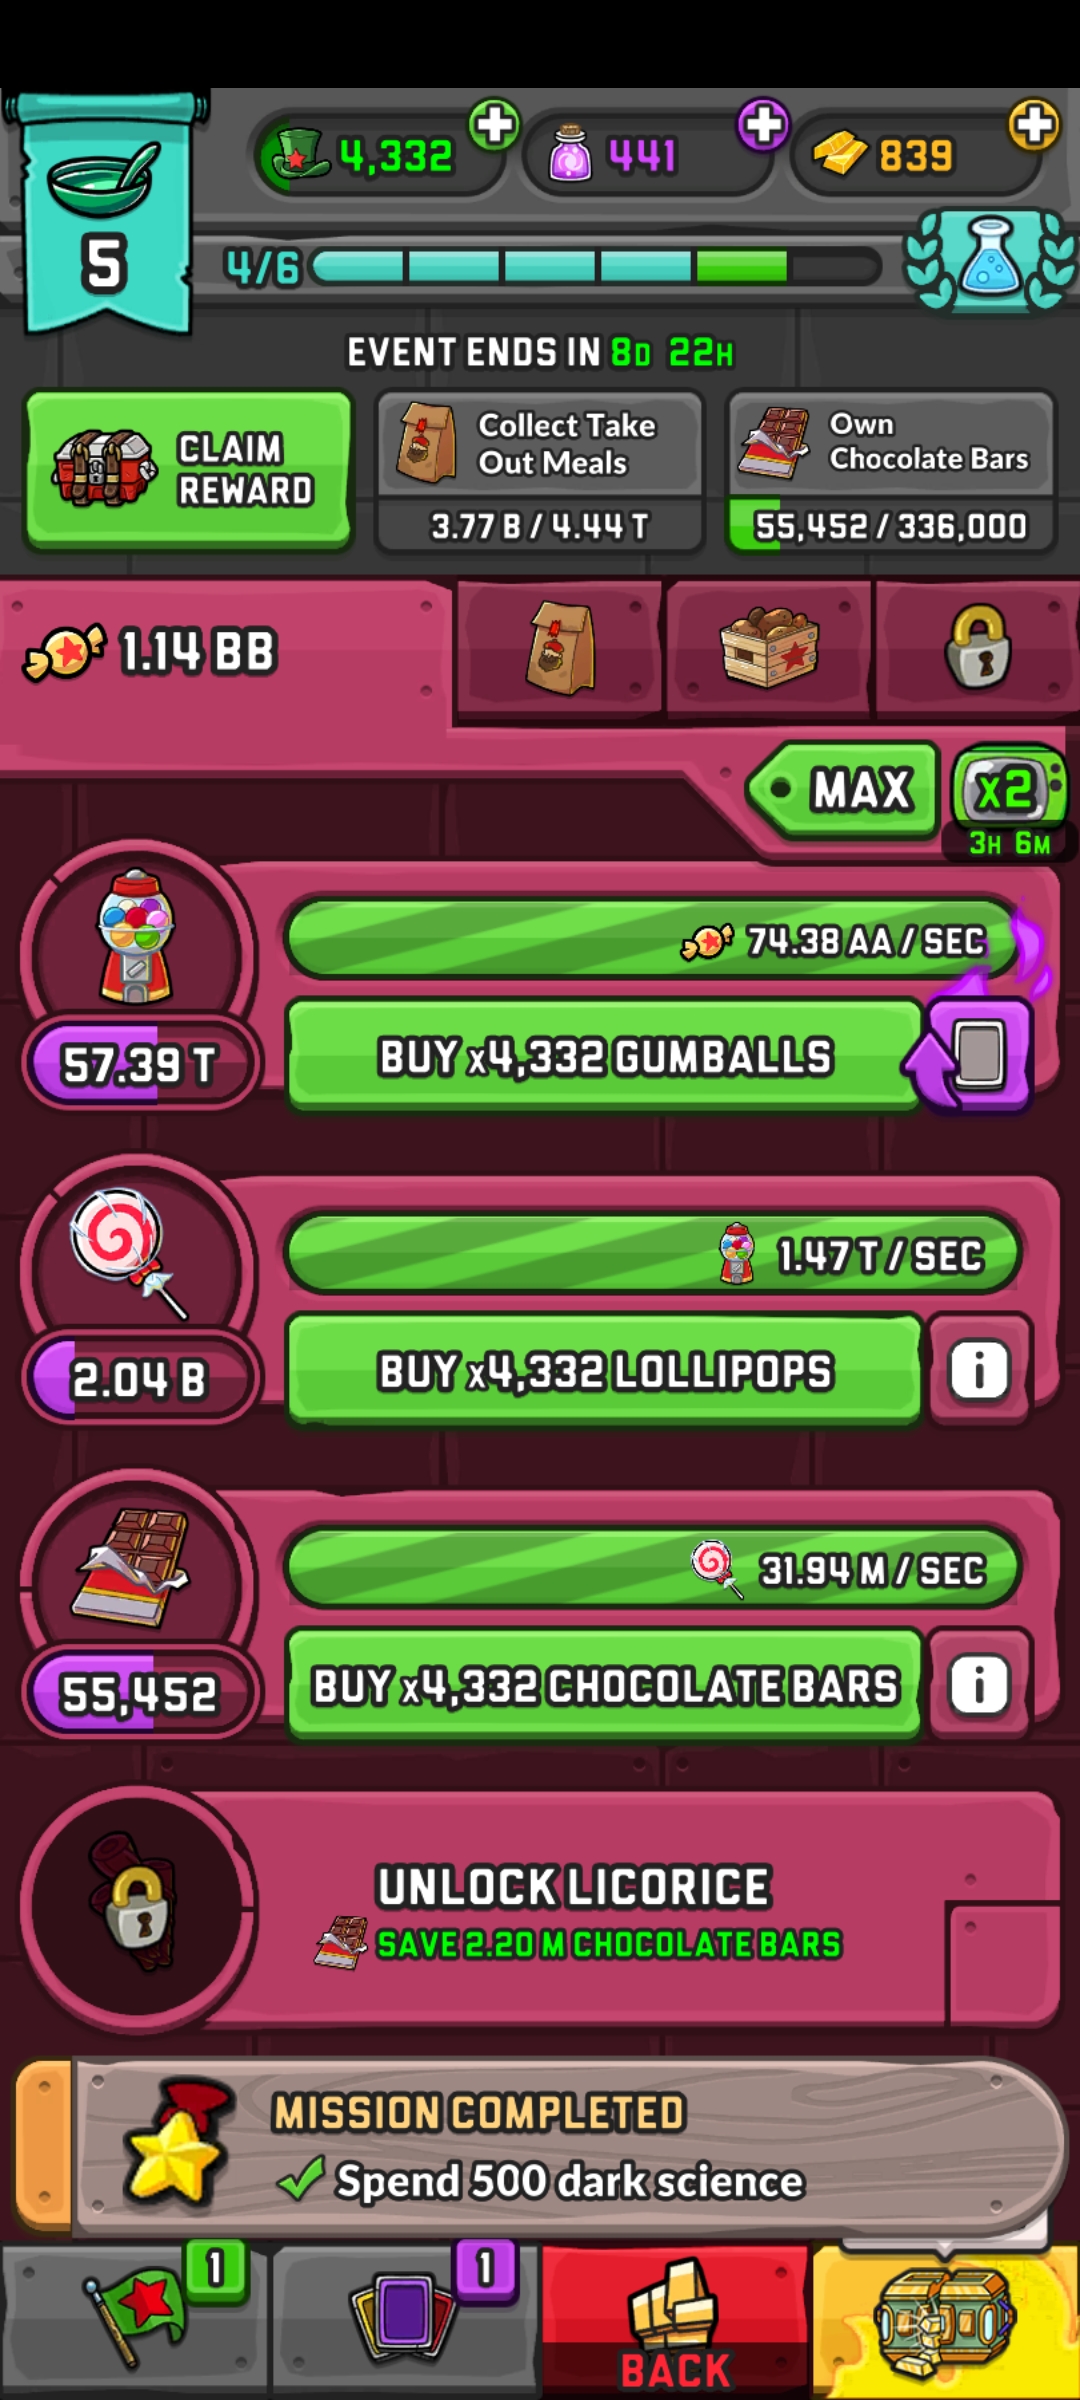 4,332
441
839
5
4/6
EVENT ENDS IN 8D 22H
CLAIM
REWARD
Collect Take
Out Meals
3.77 B / 4.44 T
Own
Chocolate Bars
55,452 / 336,000
1.14 BB
MAX
x2
3H 6M
74.38 AA / SEC
57.39 T
BUY x4,332 GUMBALLS
1.47 T / SEC
2.04 B
BUY x4,332 LOLLIPOPS
i
31.94 M / SEC
55,452
BUY x4,332 CHOCOLATE BARS
i
UNLOCK LICORICE
SAVE 2.20 M CHOCOLATE BARS
MISSION COMPLETED
Spend 500 dark science
1
1
BACK